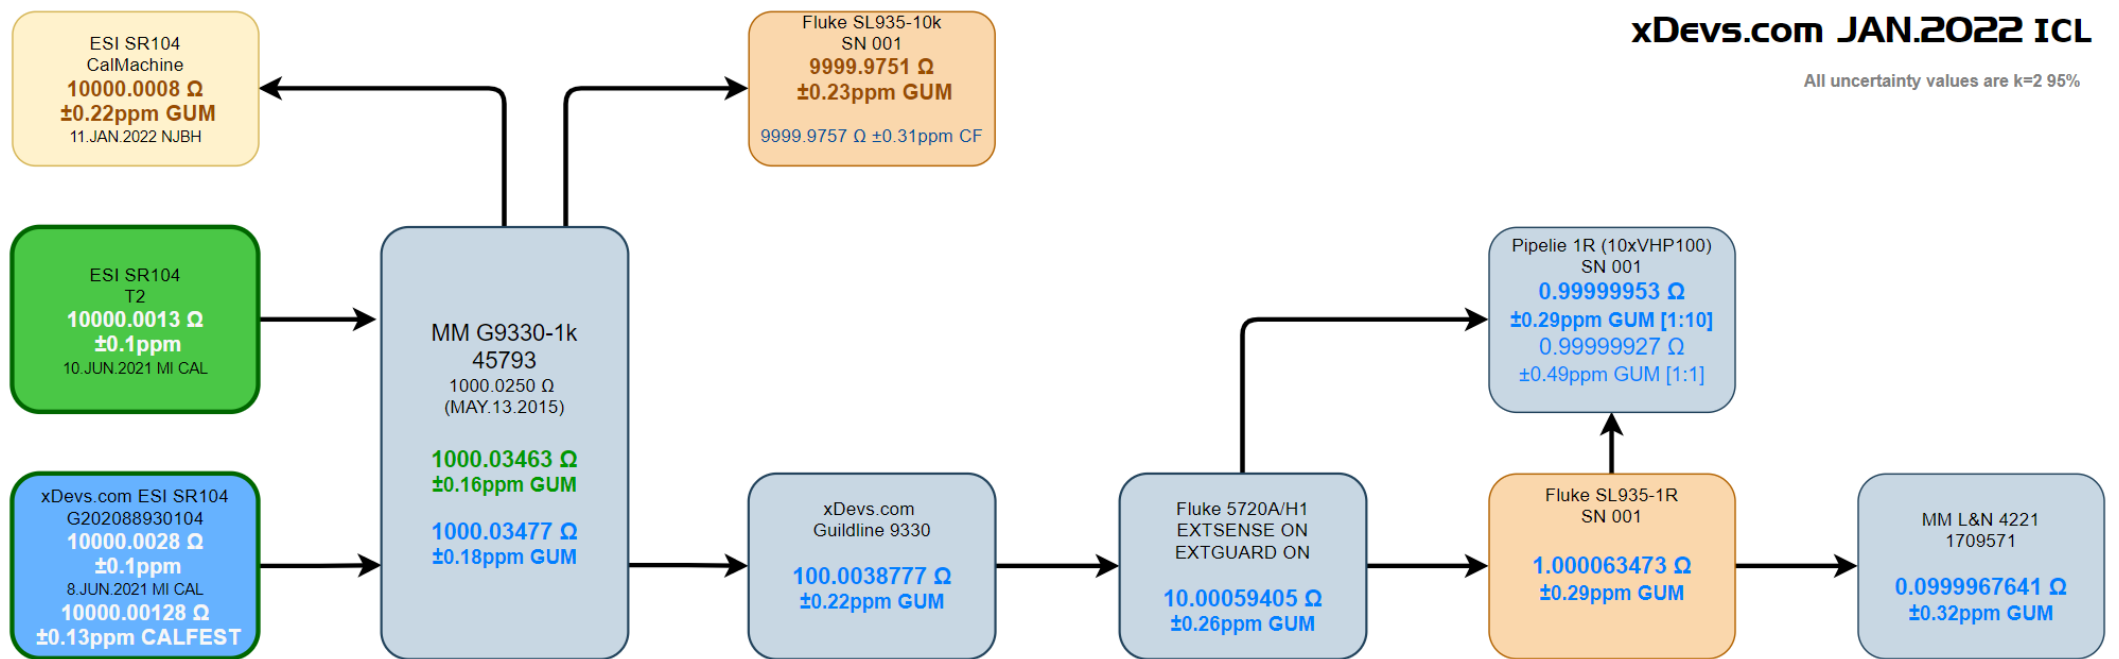 xDevs.com JAN.2022 ICL
All uncertainty values are k=2 95%
ESI SR104
CalMachine
10000.0008 Ω
±0.22ppm GUM
11.JAN.2022 NJBH
Fluke SL935-10k
SN 001
9999.9751 Ω
±0.23ppm GUM
9999.9757 Ω ±0.31ppm CF
ESI SR104
T2
10000.0013 Ω
±0.1ppm
10.JUN.2021 MI CAL
xDevs.com ESI SR104
G202088930104
10000.0028 Ω
±0.1ppm
8.JUN.2021 MI CAL
10000.00128 Ω
±0.13ppm CALFEST
MM G9330-1k
45793
1000.0250 Ω
(MAY.13.2015)
1000.03463 Ω
±0.16ppm GUM
1000.03477 Ω
±0.18ppm GUM
xDevs.com
Guildline 9330
100.0038777 Ω
±0.22ppm GUM
Fluke 5720A/H1
EXTSENSE ON
EXTGUARD ON
10.00059405 Ω
±0.26ppm GUM
Pipelie 1R (10xVHP100)
SN 001
0.99999953 Ω
±0.29ppm GUM [1:10]
0.99999927 Ω
±0.49ppm GUM [1:1]
Fluke SL935-1R
SN 001
1.000063473 Ω
±0.29ppm GUM
MM L&N 4221
1709571
0.0999967641 Ω
±0.32ppm GUM